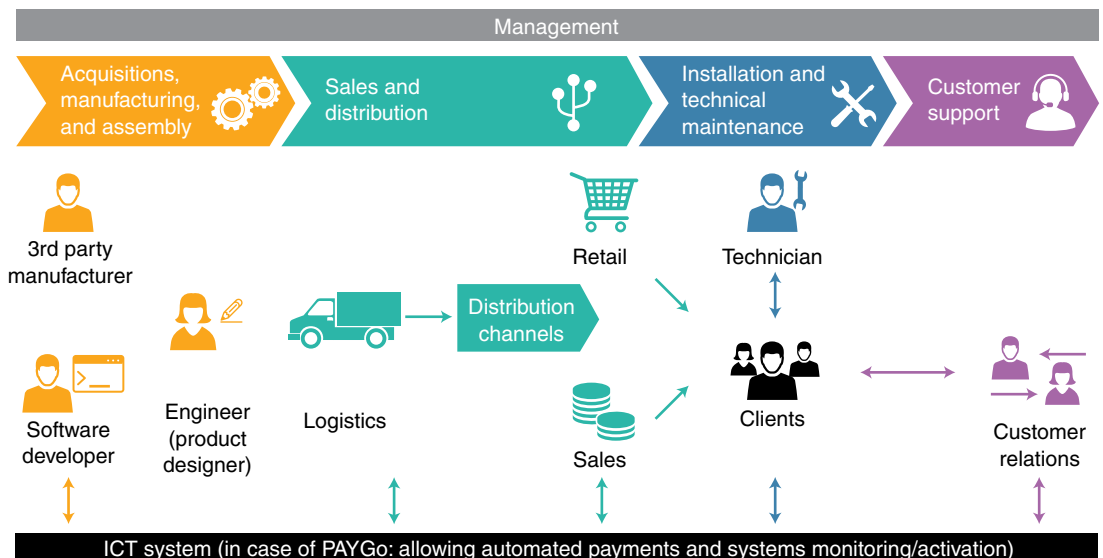 Management
Acquisitions,
manufacturing,
and assembly
Sales and
distribution
Installation and
technical
maintenance
Customer
support
3rd party
manufacturer
Retail
Technician
Distribution
channels
Software
developer
Engineer
(product
designer)
Logistics
Sales
Clients
Customer
relations
ICT system (in case of PAYGo: allowing automated payments and systems monitoring/activation)